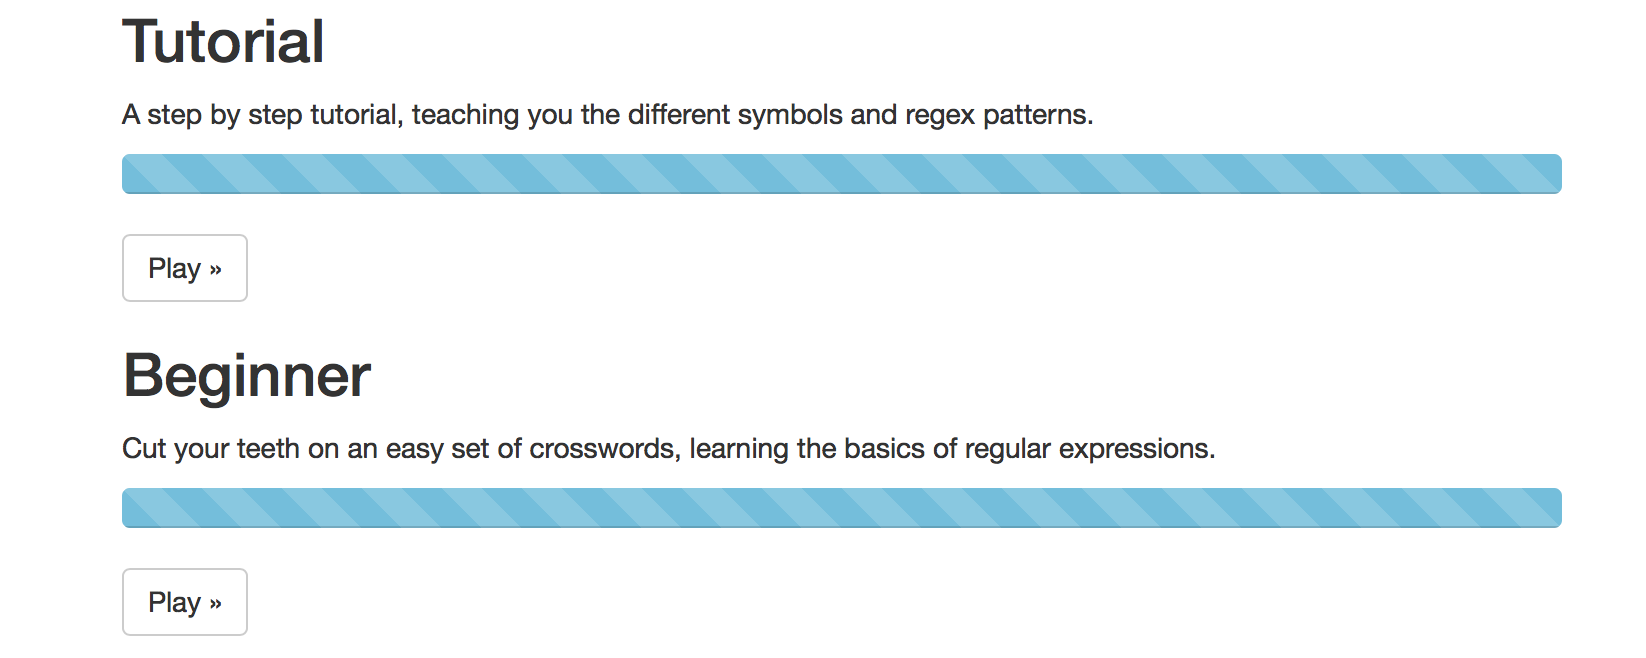 Tutorial
A step by step tutorial, teaching you the different symbols and regex patterns.
Play »
Beginner
Cut your teeth on an easy set of crosswords, learning the basics of regular expressions.
Play »